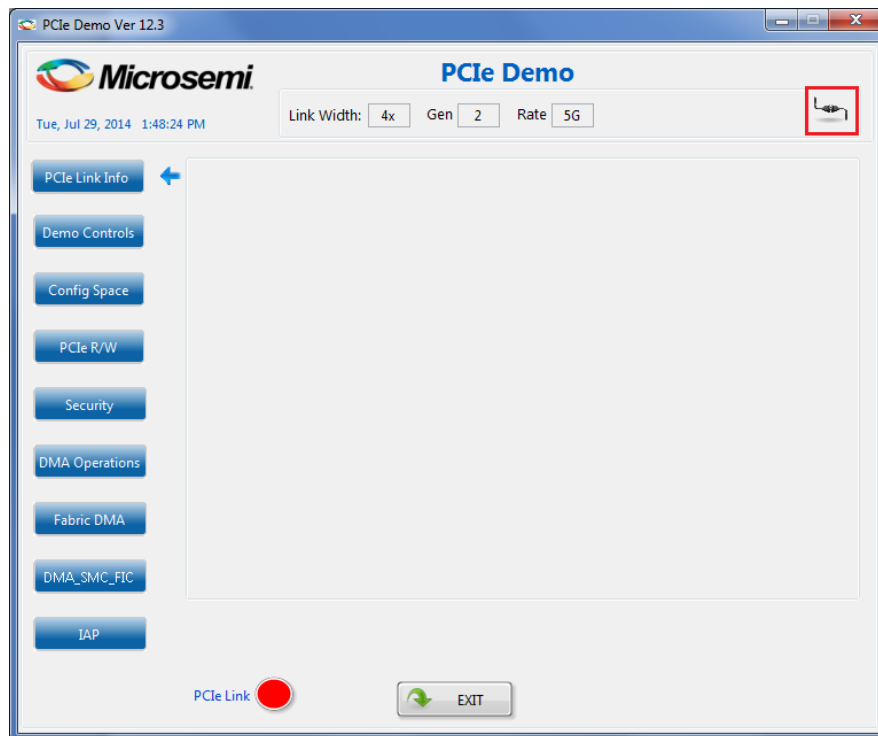 PCIe Demo Ver 12.3
Microsemi.
PCIe Demo
Link Width: 4x Gen 2 Rate 5G
Tue, Jul 29, 2014 1:48:24 PM
PCIe Link Info
Demo Controls
Config Space
PCIe R/W
Security
DMA Operations
Fabric DMA
DMA_SMC_FIC
IAP
PCIe Link
EXIT